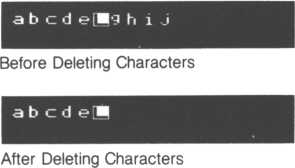 a b c d e g h i j
Before Deleting Characters
a b c d e
After Deleting Characters